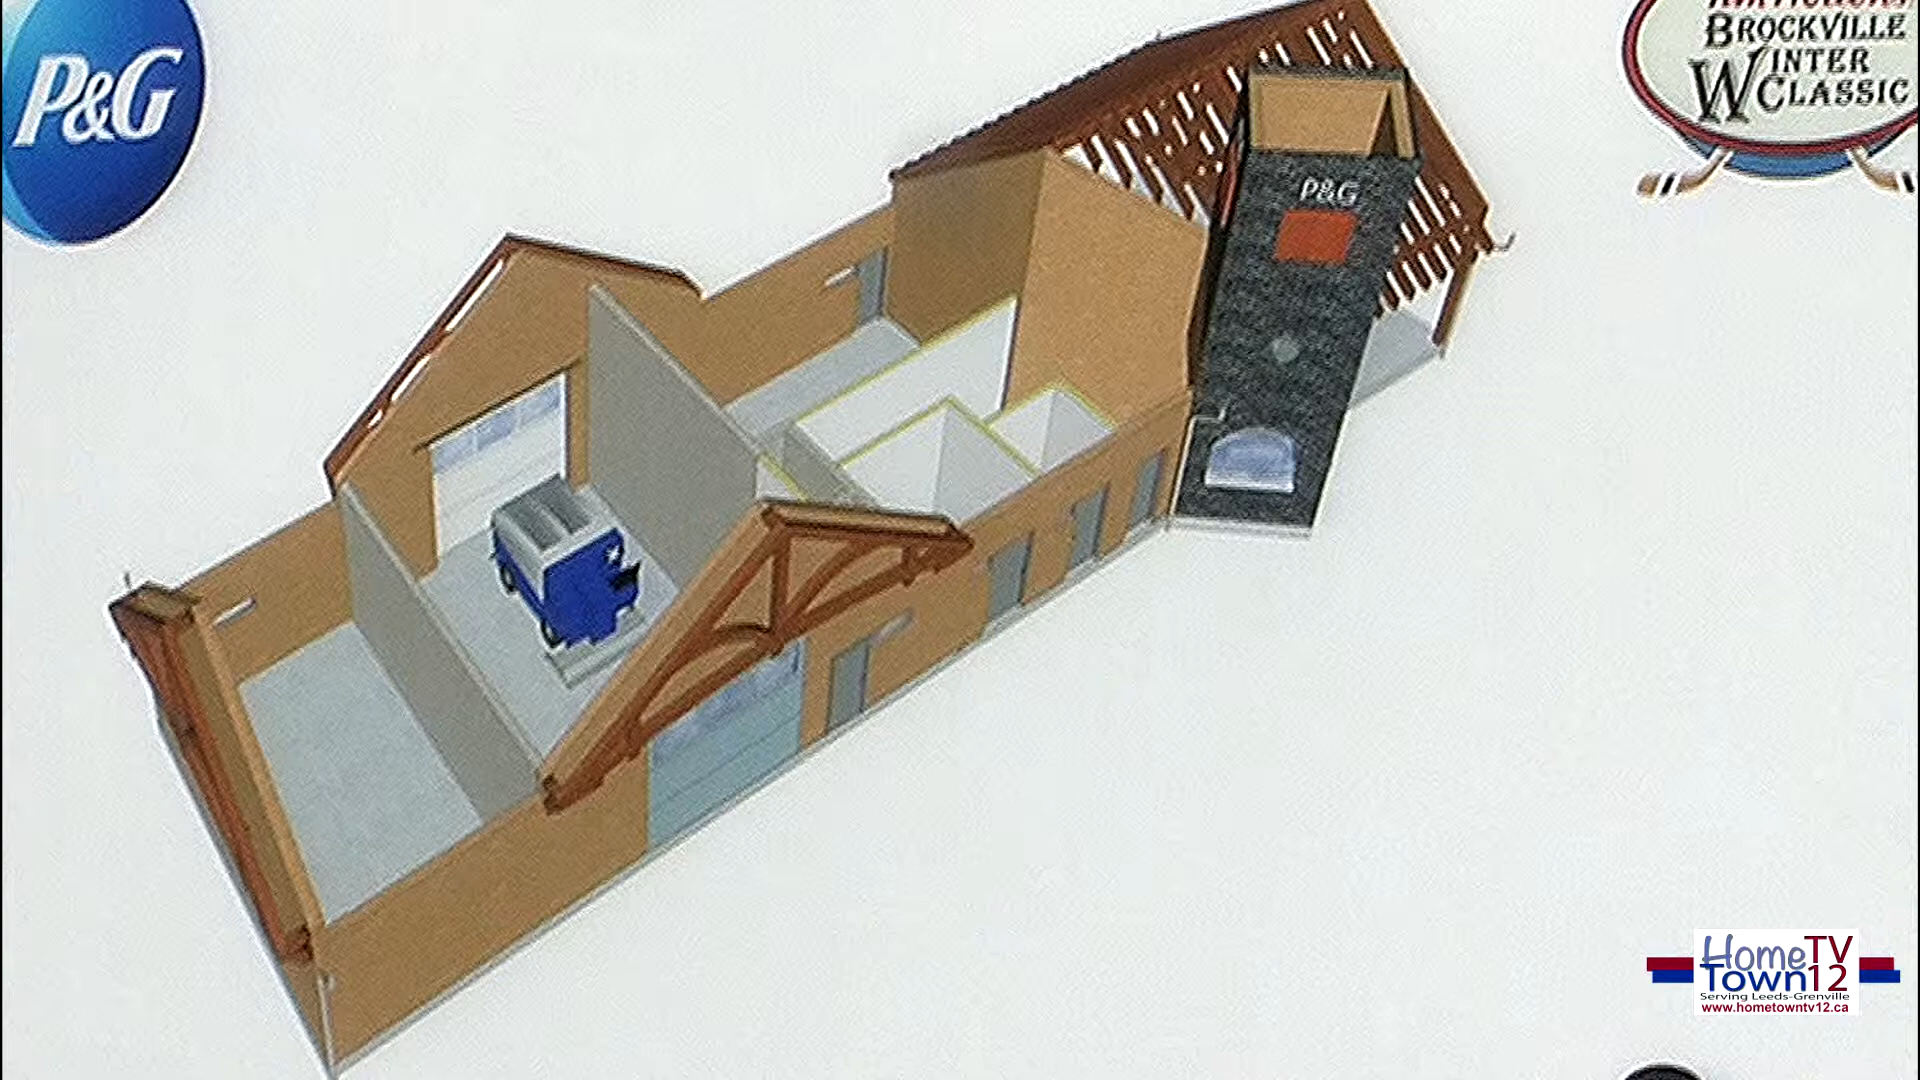 P&G
BROCKVILLE
WINTER
CLASSIC
P&G
HomeTV
Town12
Serving Leeds-Grenville
www.hometowntv12.ca